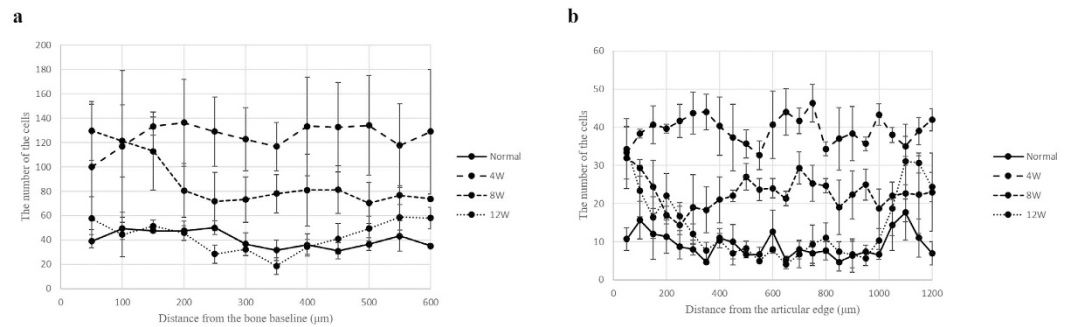 a
200
180
160
140
120
100
80
60
40
20
0
The number of the cells
0 100 200 300 400 500 600
Distance from the bone baseline (μm)
Normal
4W
8W
12W
b
60
50
40
30
20
10
0
The number of the cells
0 200 400 600 800 1000 1200
Distance from the articular edge (μm)
Normal
4W
8W
12W